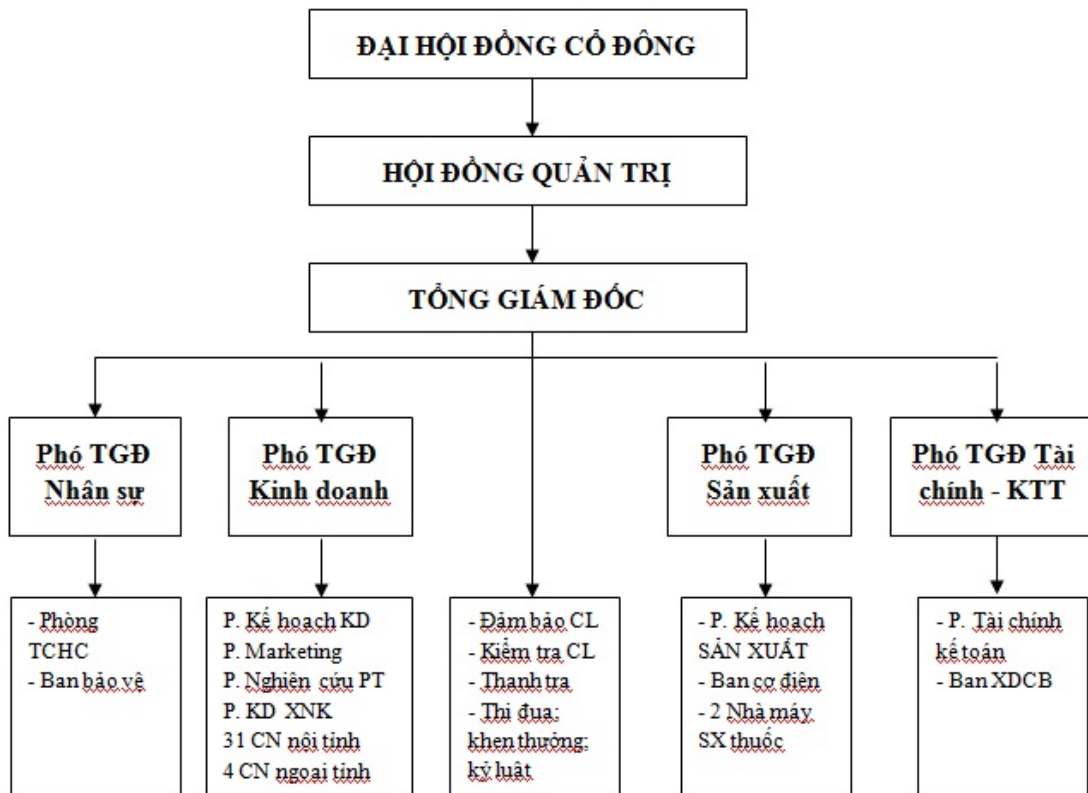 ĐẠI HỘI ĐỒNG CỔ ĐÔNG
HỘI ĐỒNG QUẢN TRỊ
TỔNG GIÁM ĐỐC
Phó TGĐ
Nhân sự
Phó TGĐ
Kinh doanh
Phó TGĐ
Sản xuất
Phó TGĐ Tài
chính - KTT
- Phòng
TCHC
- Ban bảo vệ
P. Kế hoạch KD
P. Marketing
P. Nghiên cứu PT
P. KD XNK
31 CN nội tỉnh
4 CN ngoại tỉnh
- Đảm bảo CL
- Kiểm tra CL
- Thanh tra
- Thi đua;
khen thưởng;
kỷ luật
- P. Kế hoạch
SẢN XUẤT
- Ban cơ điện
- 2 Nhà máy
SX thuốc
- P. Tài chính
kế toán
- Ban XDCB